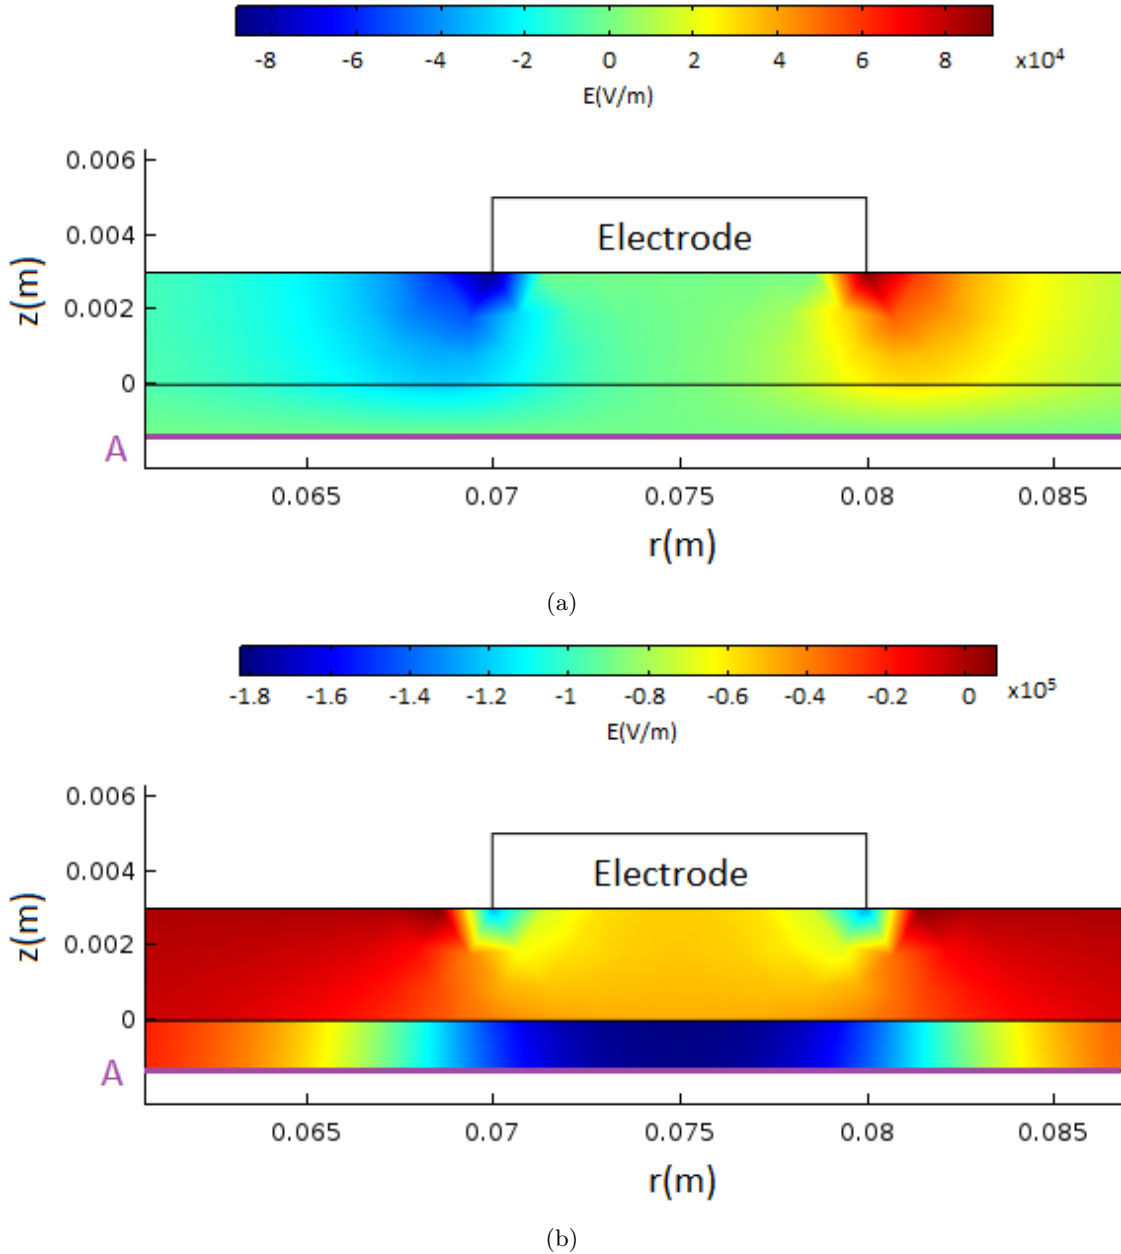 -8 -6 -4 -2 0 2 4 6 8 x10⁴
E(V/m)
0.006
0.004
Electrode
z(m)
0.002
0
A
0.065 0.07 0.075 0.08 0.085
r(m)
(a)
-1.8 -1.6 -1.4 -1.2 -1 -0.8 -0.6 -0.4 -0.2 0 x10⁵
E(V/m)
0.006
0.004
Electrode
z(m)
0.002
0
A
0.065 0.07 0.075 0.08 0.085
r(m)
(b)